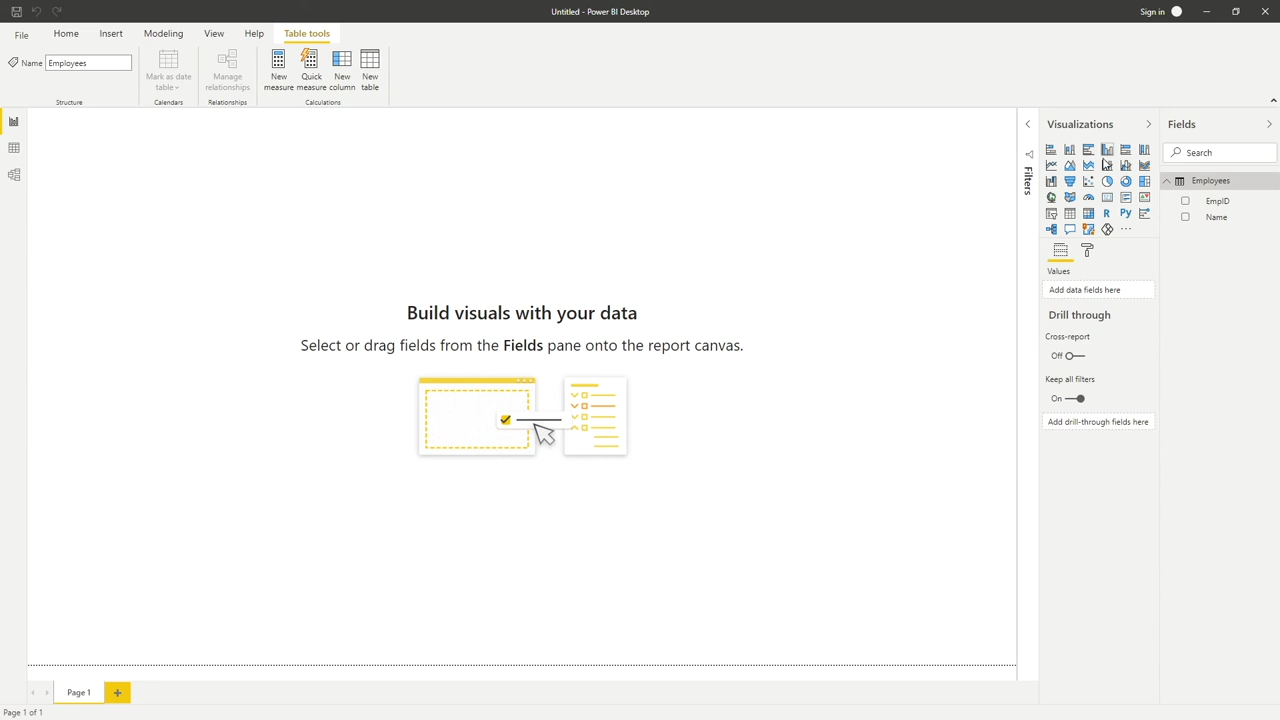 Untitled - Power BI Desktop
Sign in
File
Home
Insert
Modeling
View
Help
Table tools
Name
Employees
Structure
Mark as date table
Calendars
Manage relationships
Relationships
New measure
Quick measure
New column
New table
Calculations
Build visuals with your data
Select or drag fields from the Fields pane onto the report canvas.
Filters
Visualizations
R
Py
Values
Add data fields here
Drill through
Cross-report
Off
Keep all filters
On
Add drill-through fields here
Fields
Search
Employees
EmpID
Name
Page 1
Page 1 of 1